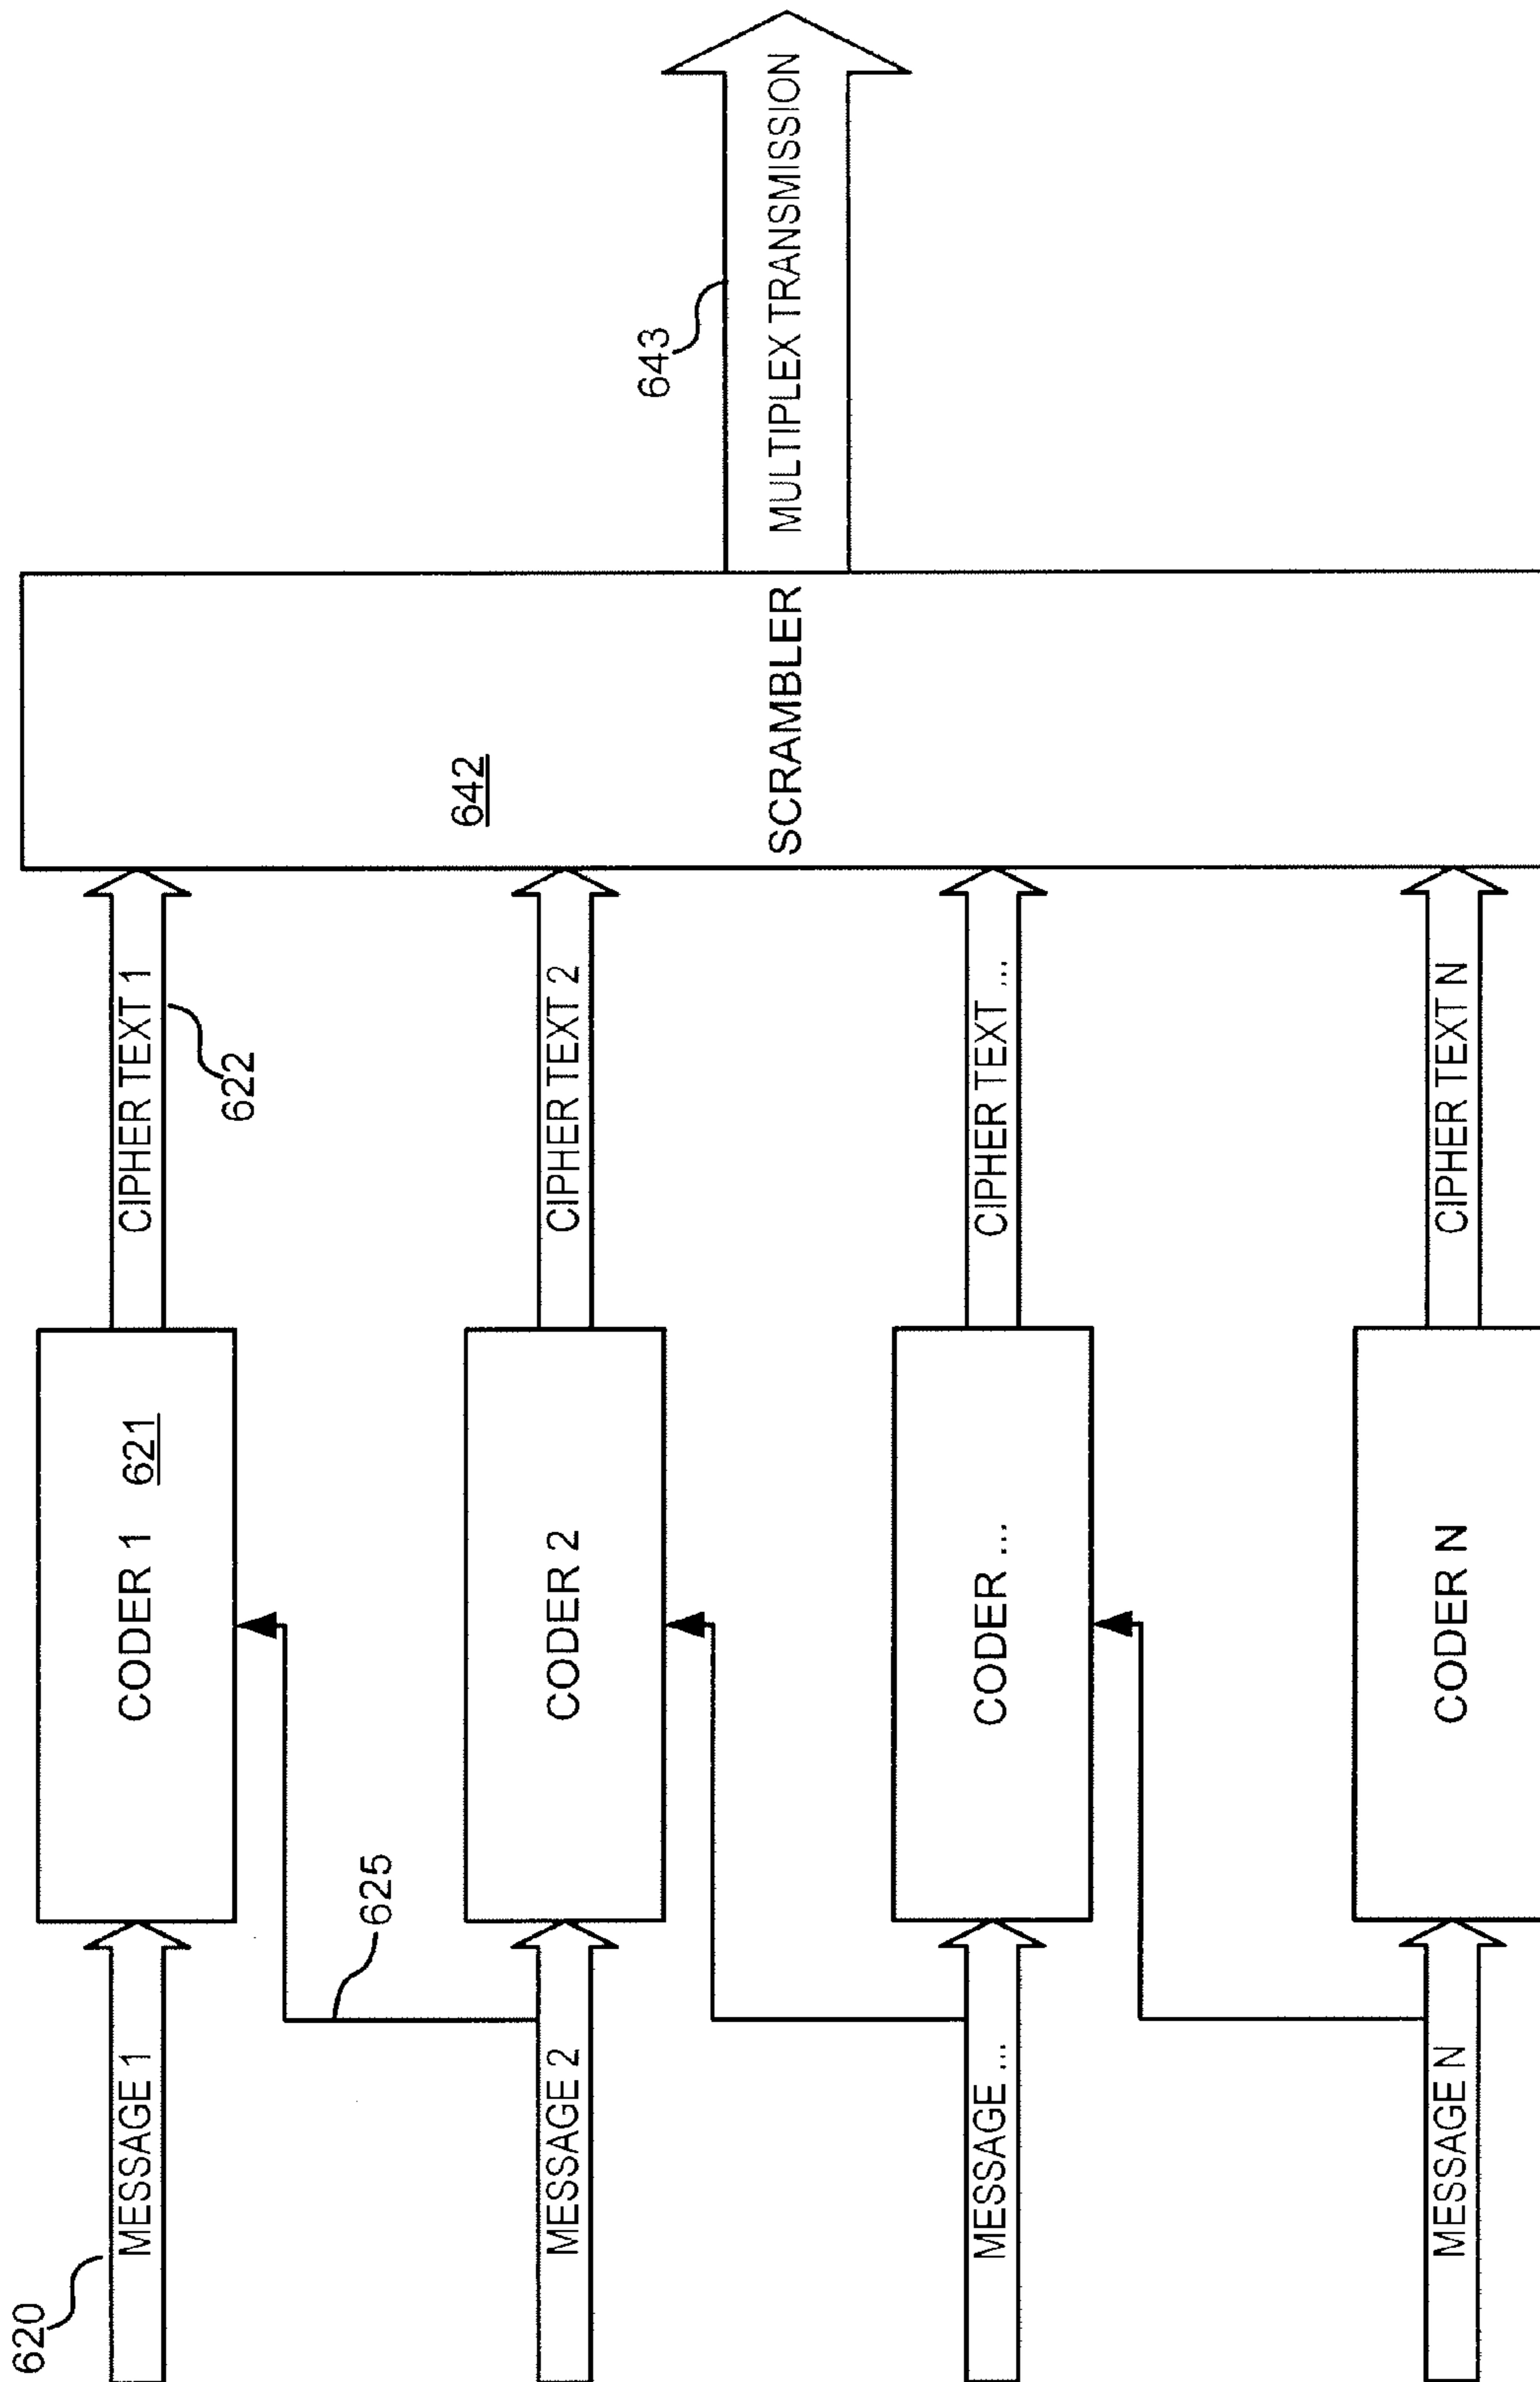 620
MESSAGE 1
CODER 1
621
CIPHER TEXT 1
622
625
MESSAGE 2
CODER 2
CIPHER TEXT 2
MESSAGE ...
CODER ...
CIPHER TEXT ...
MESSAGE N
CODER N
CIPHER TEXT N
642
SCRAMBLER
643
MULTIPLEX TRANSMISSION